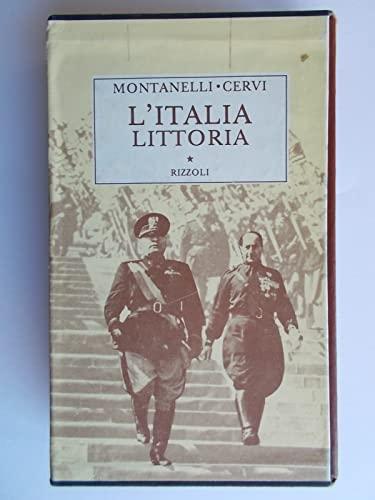 MONTANELLI • CERVI
L'ITALIA
LITTORIA
★
RIZZOLI